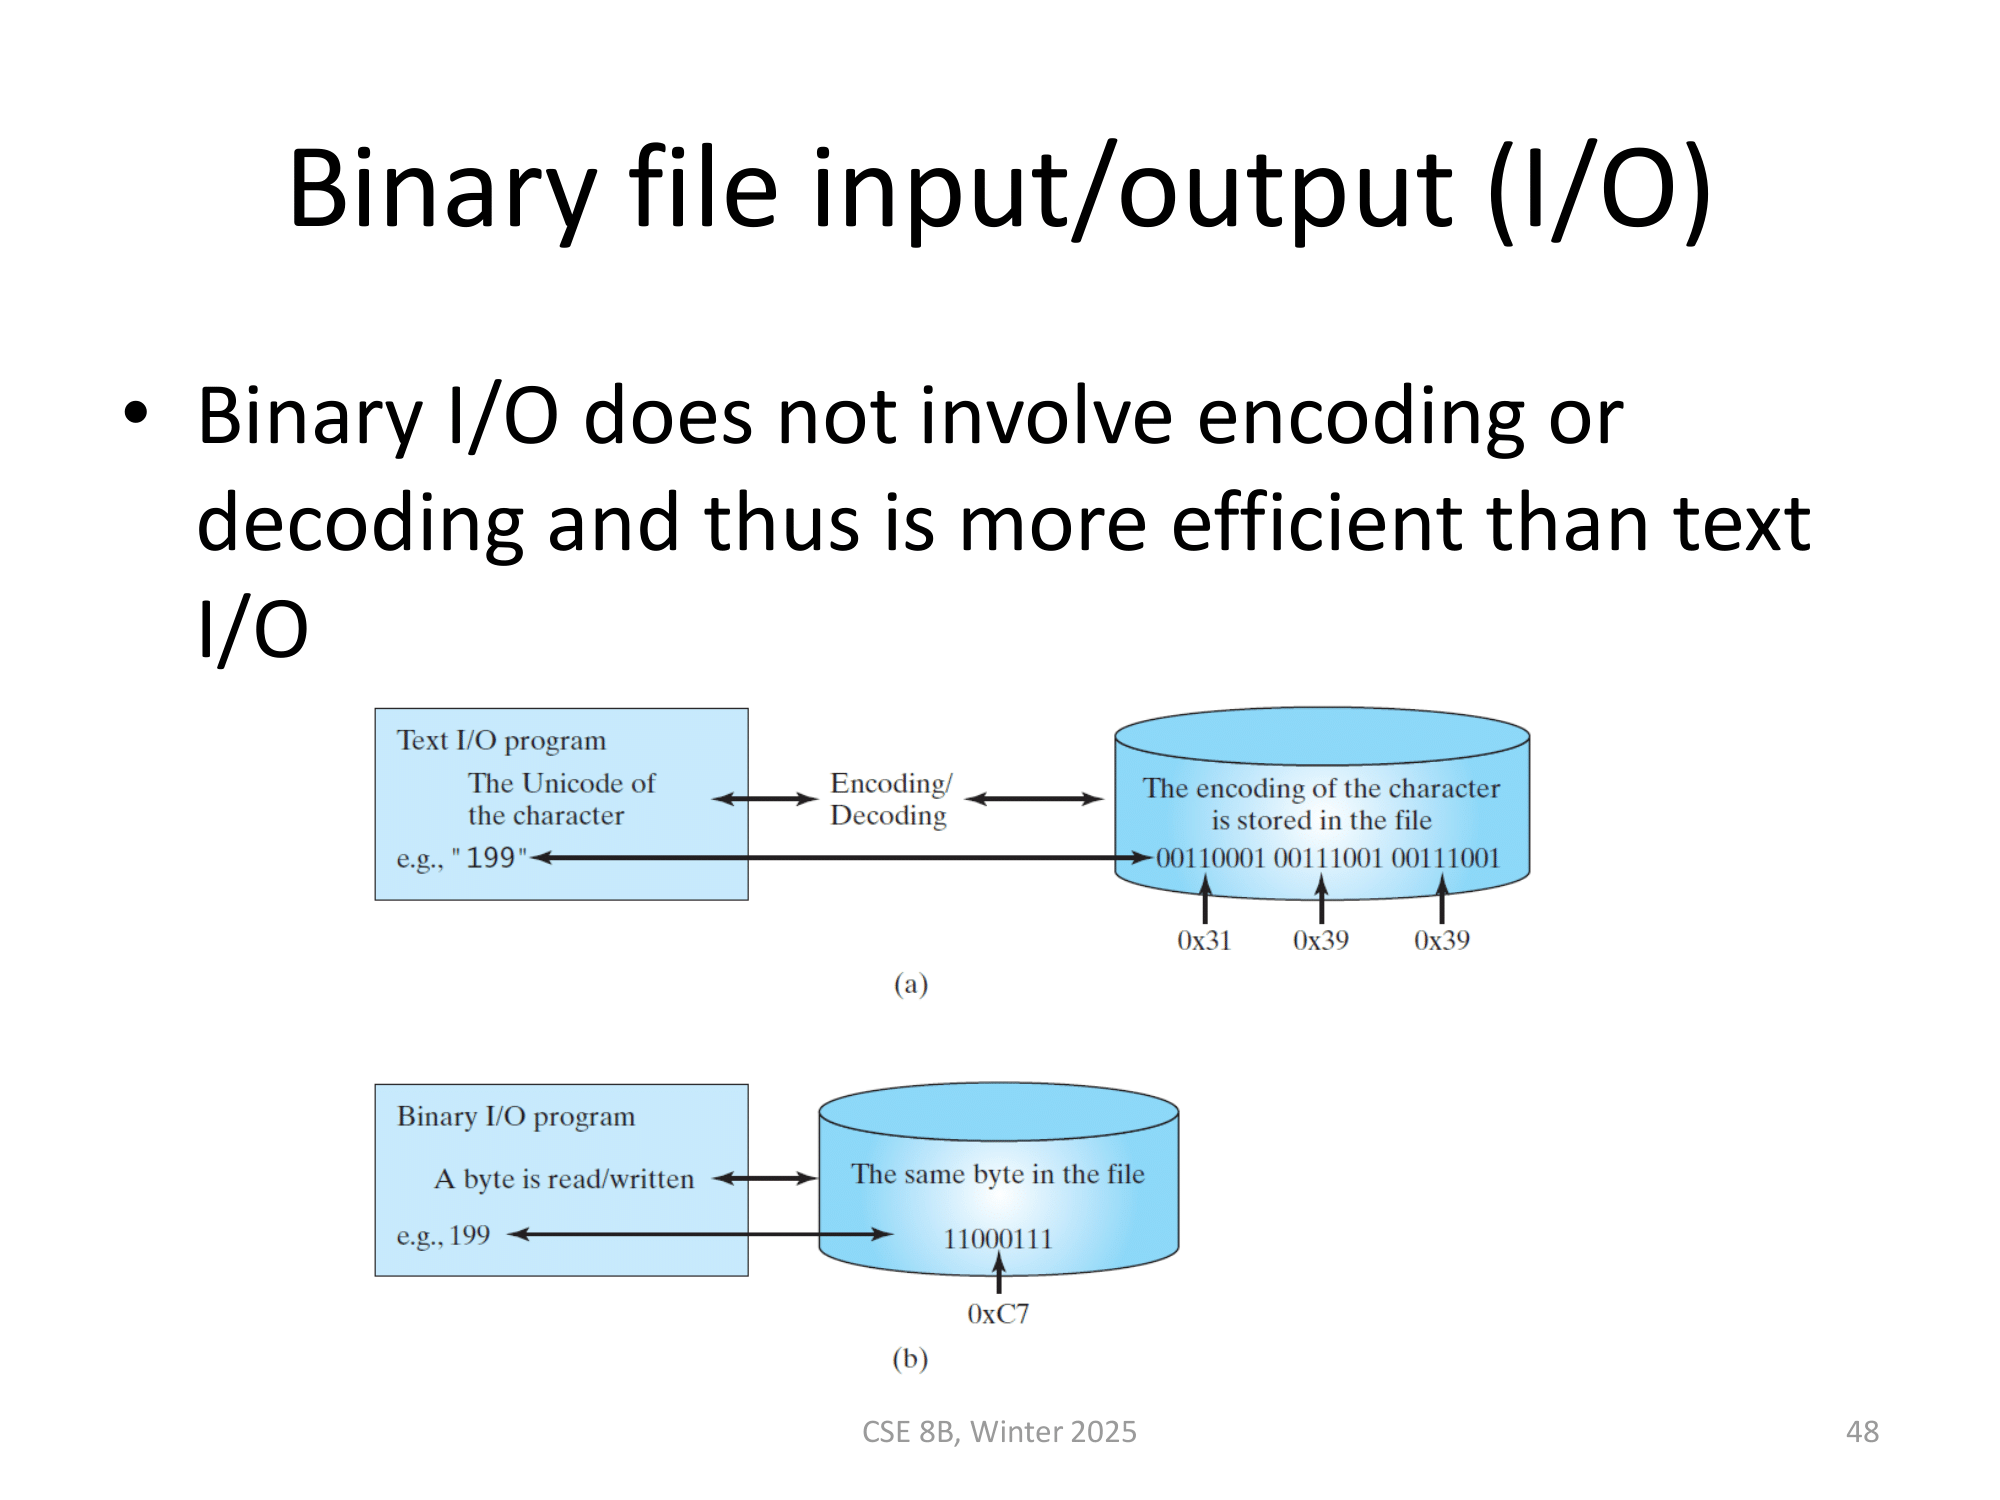 Binary file input/output (I/O)
• Binary I/O does not involve encoding or
decoding and thus is more efficient than text
I/O
Text I/O program
The Unicode of
the character
e.g., "199"
Encoding/
Decoding
The encoding of the character
is stored in the file
00110001 00111001 00111001
0x31 0x39 0x39
(a)
Binary I/O program
A byte is read/written
e.g., 199
The same byte in the file
11000111
0xC7
(b)
CSE 8B, Winter 2025
48